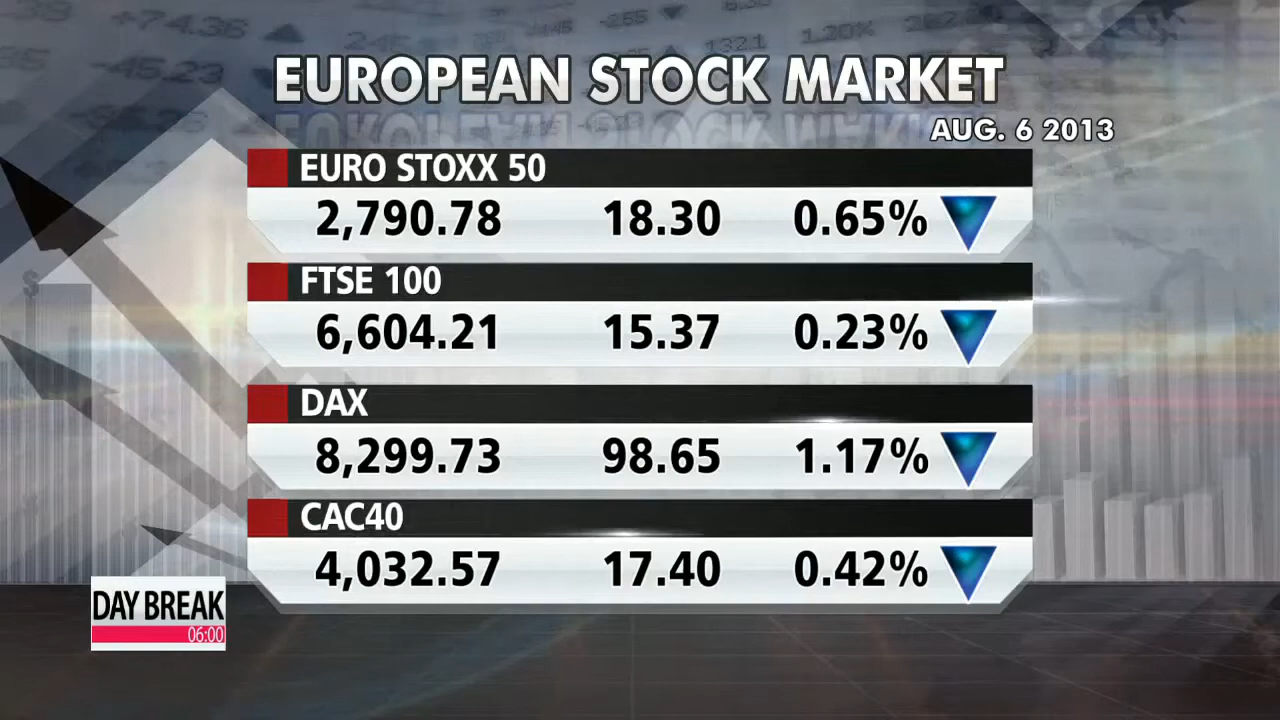 EUROPEAN STOCK MARKET
AUG. 6 2013
EURO STOXX 50
2,790.78 18.30 0.65%
FTSE 100
6,604.21 15.37 0.23%
DAX
8,299.73 98.65 1.17%
CAC40
4,032.57 17.40 0.42%
DAY BREAK
06:00